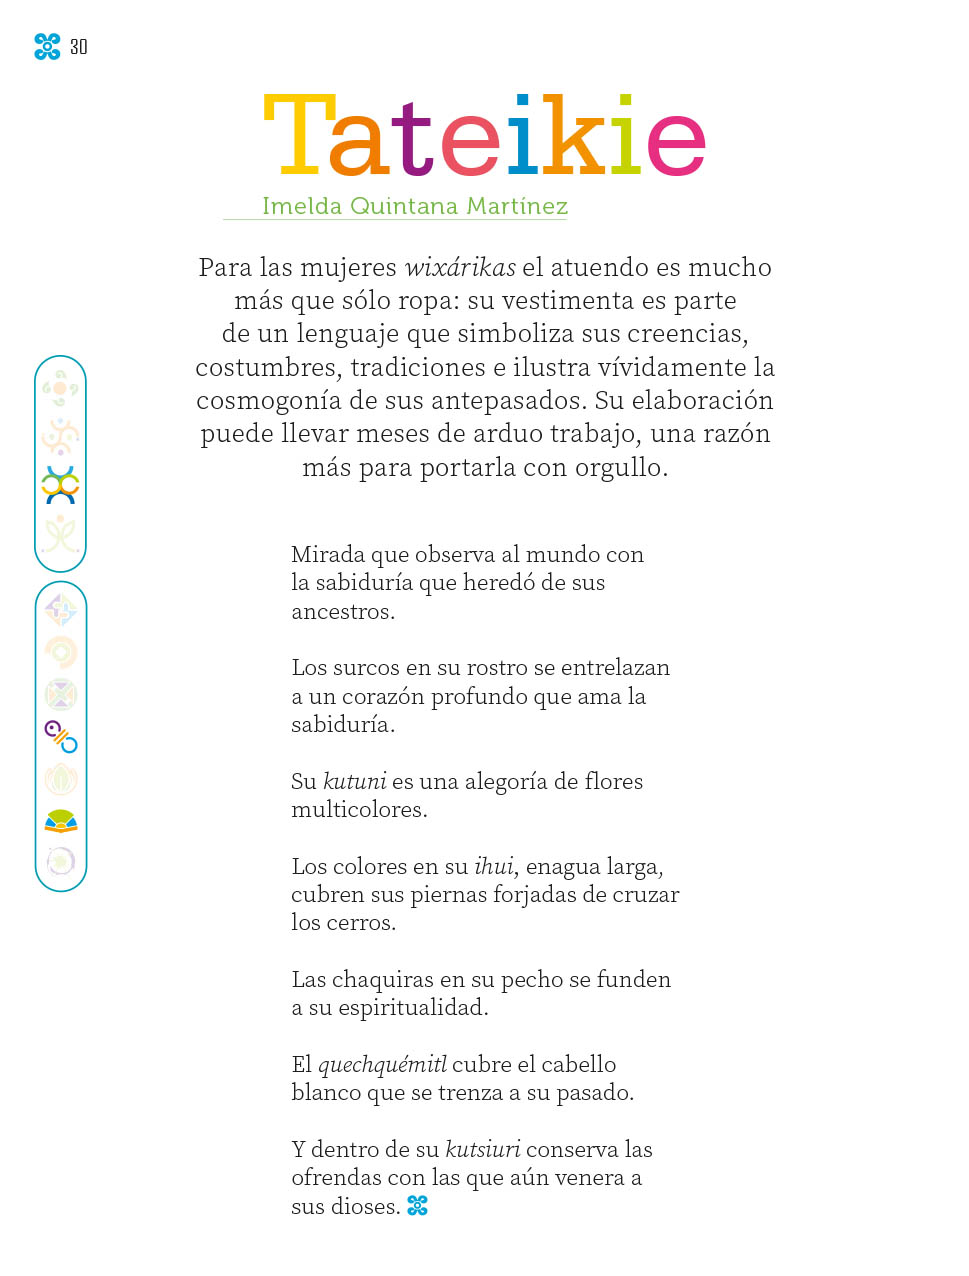 30
Tateikie
Imelda Quintana Martínez
Para las mujeres wixárikas el atuendo es mucho
más que sólo ropa: su vestimenta es parte
de un lenguaje que simboliza sus creencias,
costumbres, tradiciones e ilustra vívidamente la
cosmogonía de sus antepasados. Su elaboración
puede llevar meses de arduo trabajo, una razón
más para portarla con orgullo.
Mirada que observa al mundo con
la sabiduría que heredó de sus
ancestros.
Los surcos en su rostro se entrelazan
a un corazón profundo que ama la
sabiduría.
Su kutuni es una alegoría de flores
multicolores.
Los colores en su ihui, enagua larga,
cubren sus piernas forjadas de cruzar
los cerros.
Las chaquiras en su pecho se funden
a su espiritualidad.
El quechquémitl cubre el cabello
blanco que se trenza a su pasado.
Y dentro de su kutsiuri conserva las
ofrendas con las que aún venera a
sus dioses.